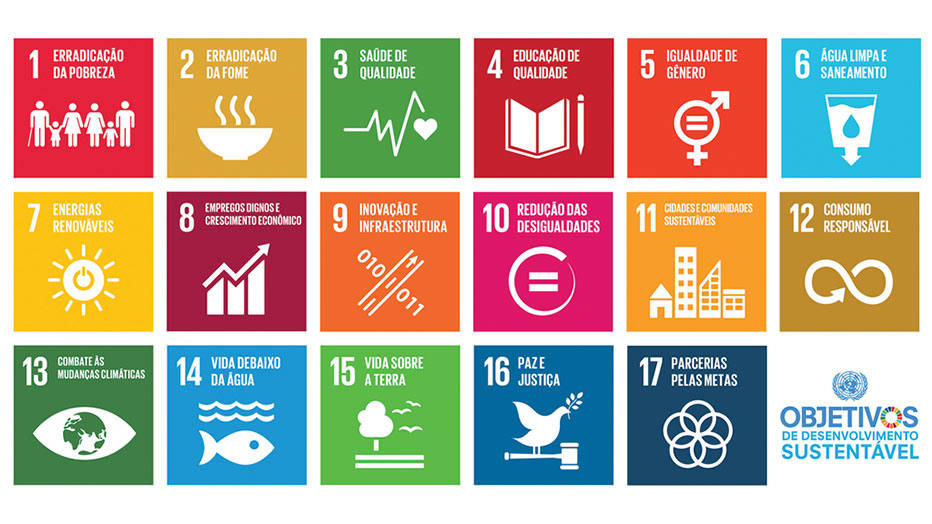 1 ERRADICAÇÃO
DA POBREZA
2 ERRADICAÇÃO
DA FOME
3 SAÚDE DE
QUALIDADE
4 EDUCAÇÃO DE
QUALIDADE
5 IGUALDADE DE
GÊNERO
6 ÁGUA LIMPA E
SANEAMENTO
7 ENERGIAS
RENOVÁVEIS
8 EMPREGOS DIGNOS E
CRESCIMENTO ECONÔMICO
9 INOVAÇÃO E
INFRAESTRUTURA
010
011
10 REDUÇÃO DAS
DESIGUALDADES
11 CIDADES E COMUNIDADES
SUSTENTÁVEIS
12 CONSUMO
RESPONSÁVEL
13 COMBATE ÀS
MUDANÇAS CLIMÁTICAS
14 VIDA DEBAIXO
DA ÁGUA
15 VIDA SOBRE
A TERRA
16 PAZ E
JUSTIÇA
17 PARCERIAS
PELAS METAS
OBJETIVOS
DE DESENVOLVIMENTO
SUSTENTÁVEL